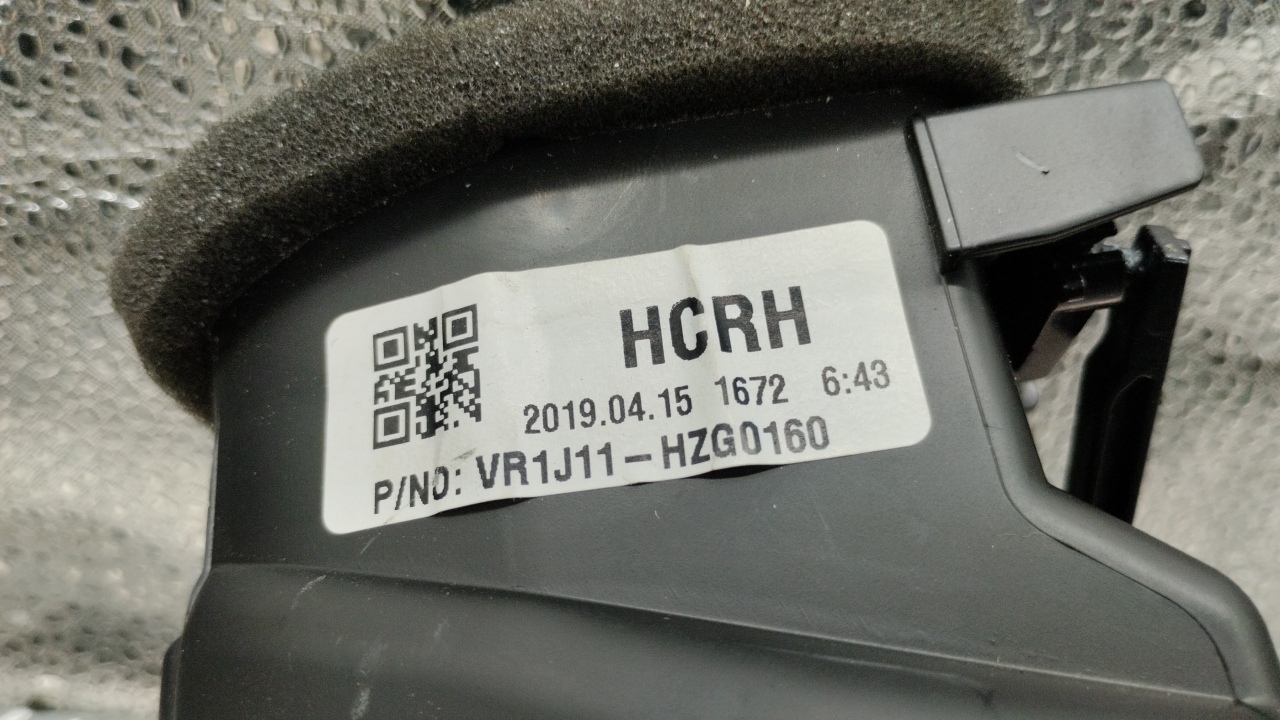 HCRH
2019.04.15 1672 6:43
P/NO: VR1J11-HZG0160